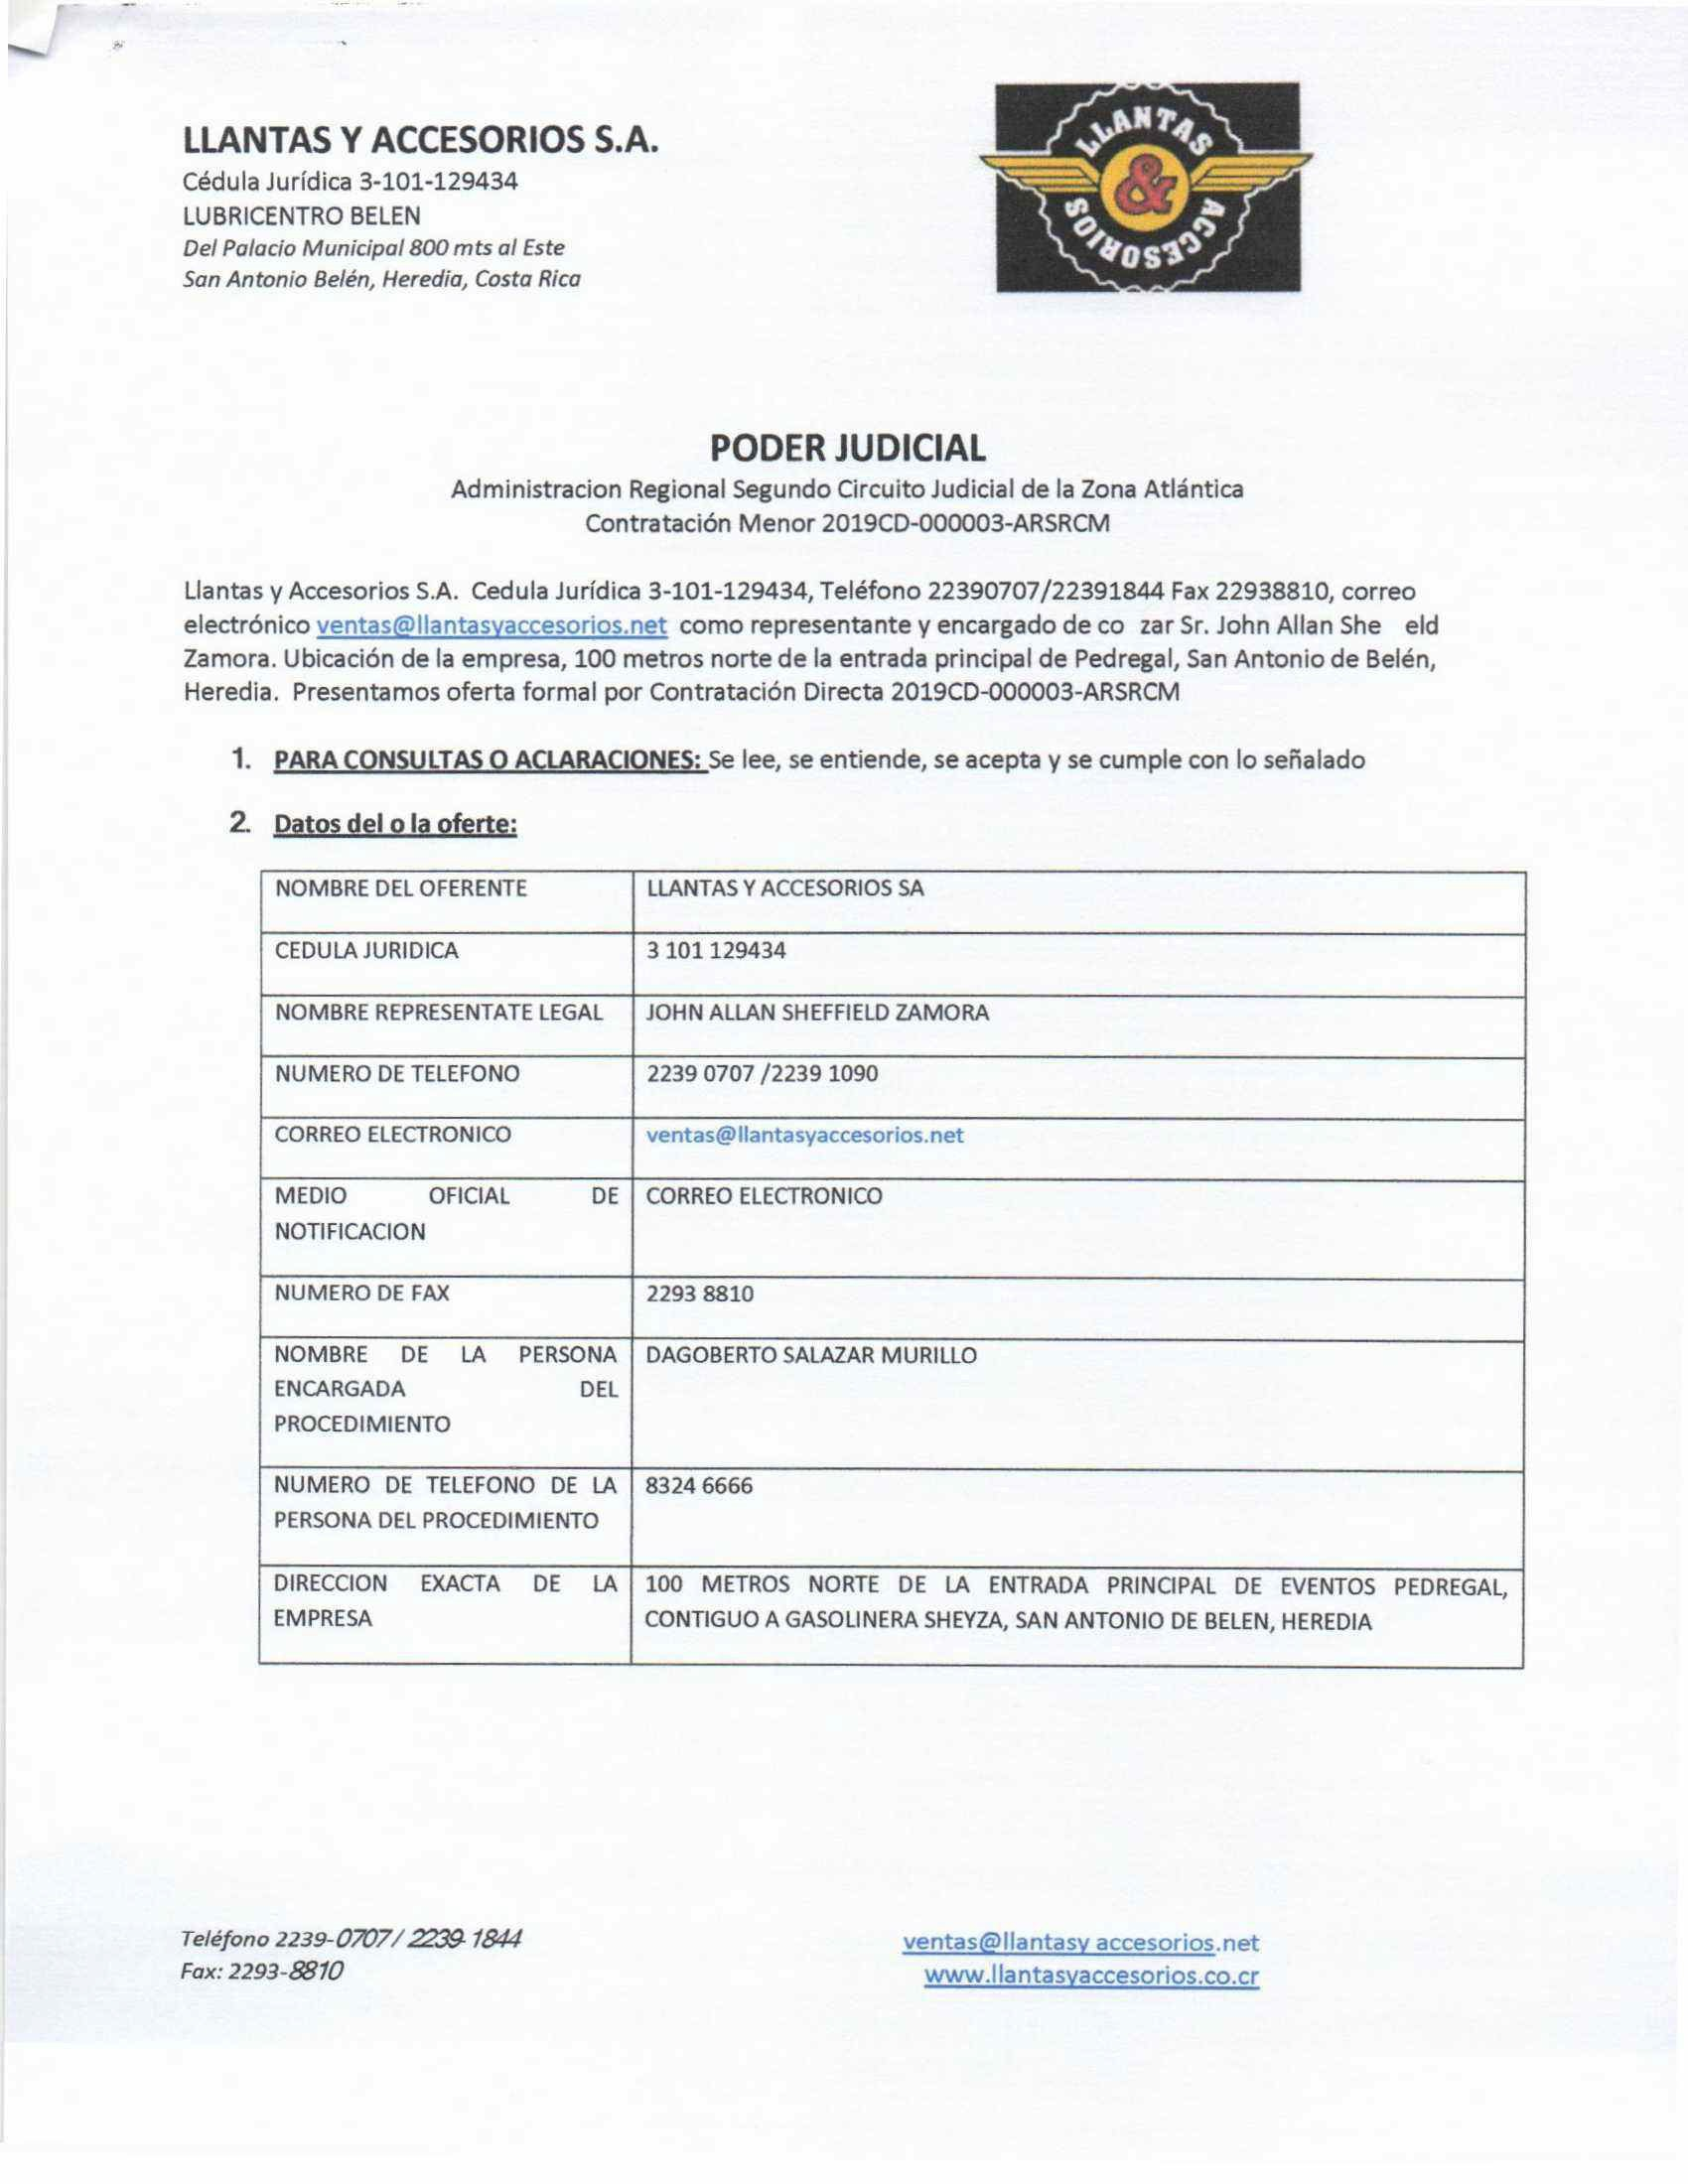 LLANTAS Y ACCESORIOS S.A.
Cédula Jurídica 3-101-129434
LUBRICENTRO BELEN
Del Palacio Municipal 800 mts al Este
San Antonio Belén, Heredia, Costa Rica
LLANTAS
&
ACCESORIOS
PODER JUDICIAL
Administracion Regional Segundo Circuito Judicial de la Zona Atlántica
Contratación Menor 2019CD-000003-ARSRCM
Llantas y Accesorios S.A. Cedula Jurídica 3-101-129434, Teléfono 22390707/22391844 Fax 22938810, correo
electrónico ventas@llantasyaccesorios.net como representante y encargado de co zar Sr. John Allan She eld
Zamora. Ubicación de la empresa, 100 metros norte de la entrada principal de Pedregal, San Antonio de Belén,
Heredia. Presentamos oferta formal por Contratación Directa 2019CD-000003-ARSRCM
1. PARA CONSULTAS O ACLARACIONES: Se lee, se entiende, se acepta y se cumple con lo señalado
2. Datos del o la oferte:
NOMBRE DEL OFERENTE LLANTAS Y ACCESORIOS SA
CEDULA JURIDICA 3 101 129434
NOMBRE REPRESENTATE LEGAL JOHN ALLAN SHEFFIELD ZAMORA
NUMERO DE TELEFONO 2239 0707 /2239 1090
CORREO ELECTRONICO ventas@llantasyaccesorios.net
MEDIO OFICIAL DE CORREO ELECTRONICO
NOTIFICACION
NUMERO DE FAX 2293 8810
NOMBRE DE LA PERSONA DAGOBERTO SALAZAR MURILLO
ENCARGADA DEL
PROCEDIMIENTO
NUMERO DE TELEFONO DE LA 8324 6666
PERSONA DEL PROCEDIMIENTO
DIRECCION EXACTA DE LA 100 METROS NORTE DE LA ENTRADA PRINCIPAL DE EVENTOS PEDREGAL,
EMPRESA CONTIGUO A GASOLINERA SHEYZA, SAN ANTONIO DE BELEN, HEREDIA
Teléfono 2239-0707/ 2239-1844 ventas@llantasy accesorios.net
Fax: 2293-8810 www.llantasyaccesorios.co.cr